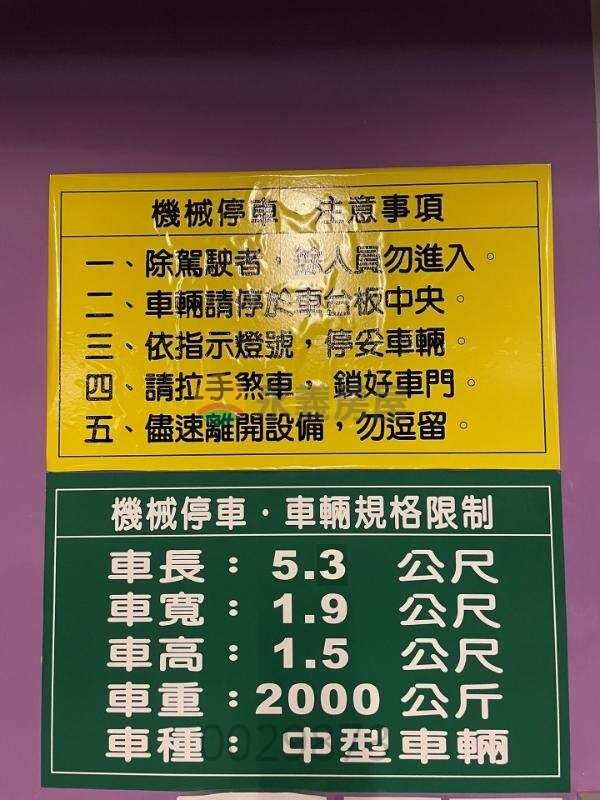 機械停車・注意事項
一、除駕駛者，餘人員勿進入。
二、車輛請停於車台板中央。
三、依指示燈號，停妥車輛。
四、請拉手煞車，鎖好車門。
五、儘速離開設備，勿逗留。
永義房屋
機械停車・車輛規格限制
車長：5.3 公尺
車寬：1.9 公尺
車高：1.5 公尺
車重：2000 公斤
車種：中型車輛